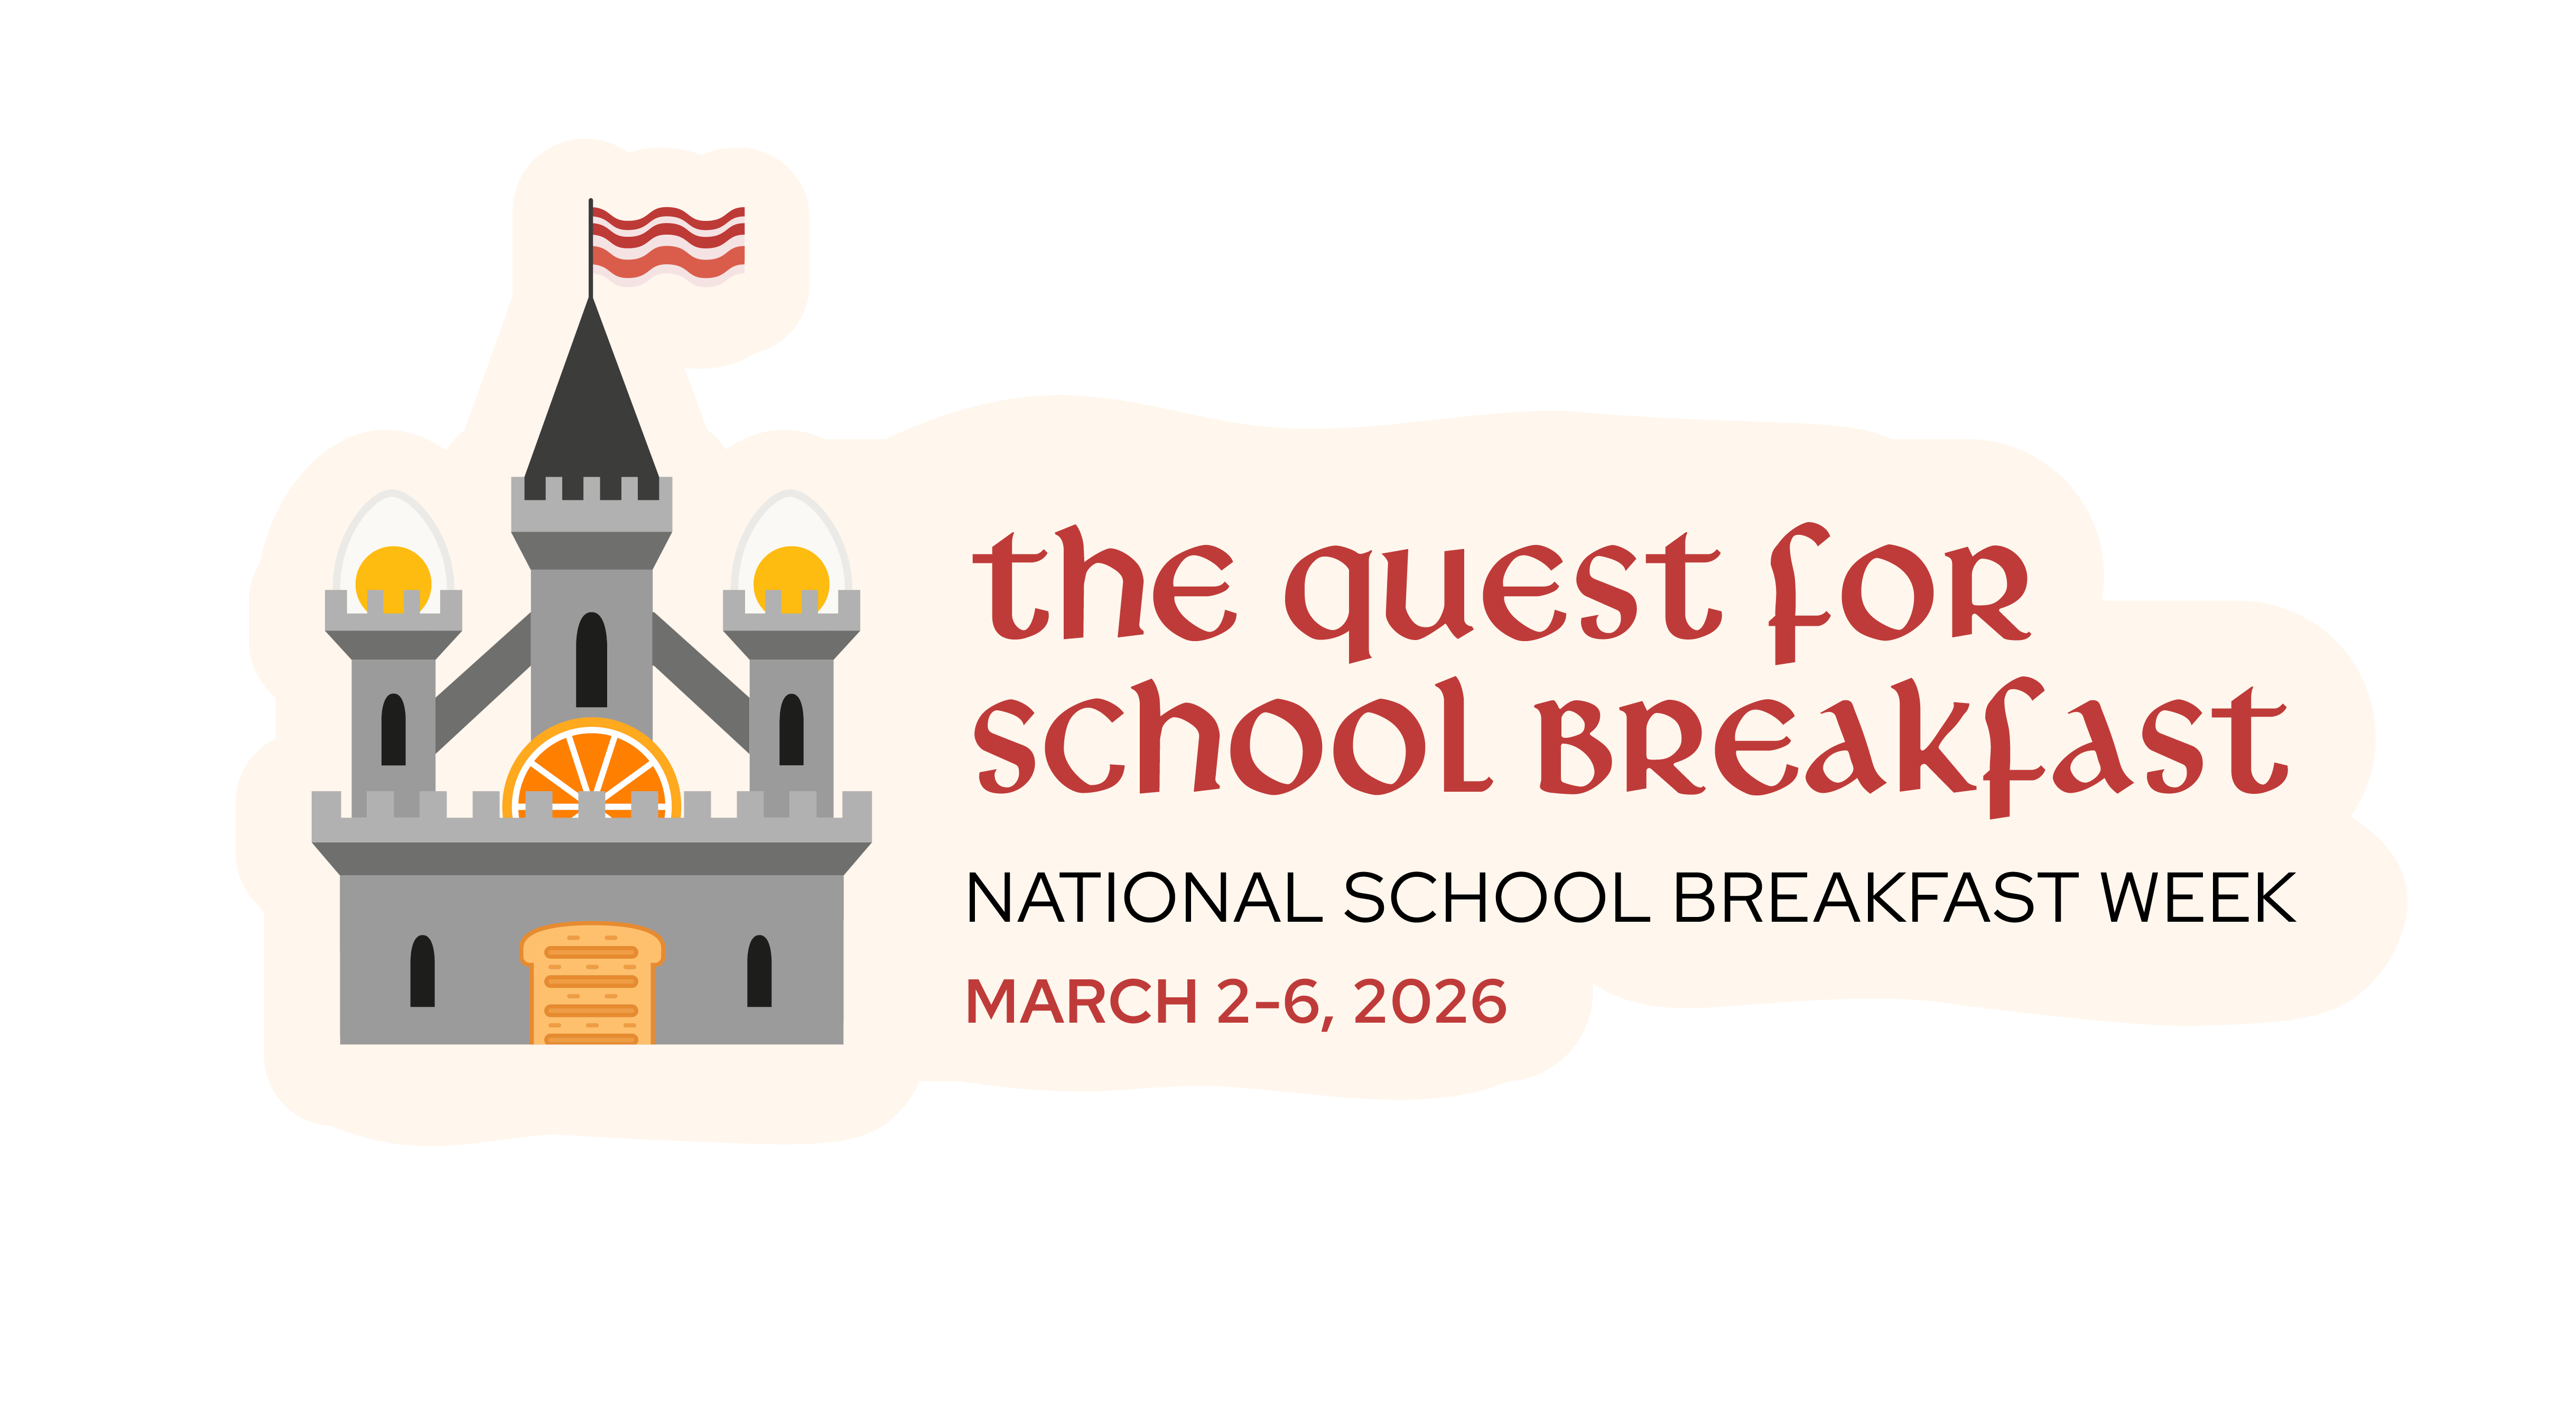 the quest for
school breakfast
NATIONAL SCHOOL BREAKFAST WEEK
MARCH 2-6, 2026